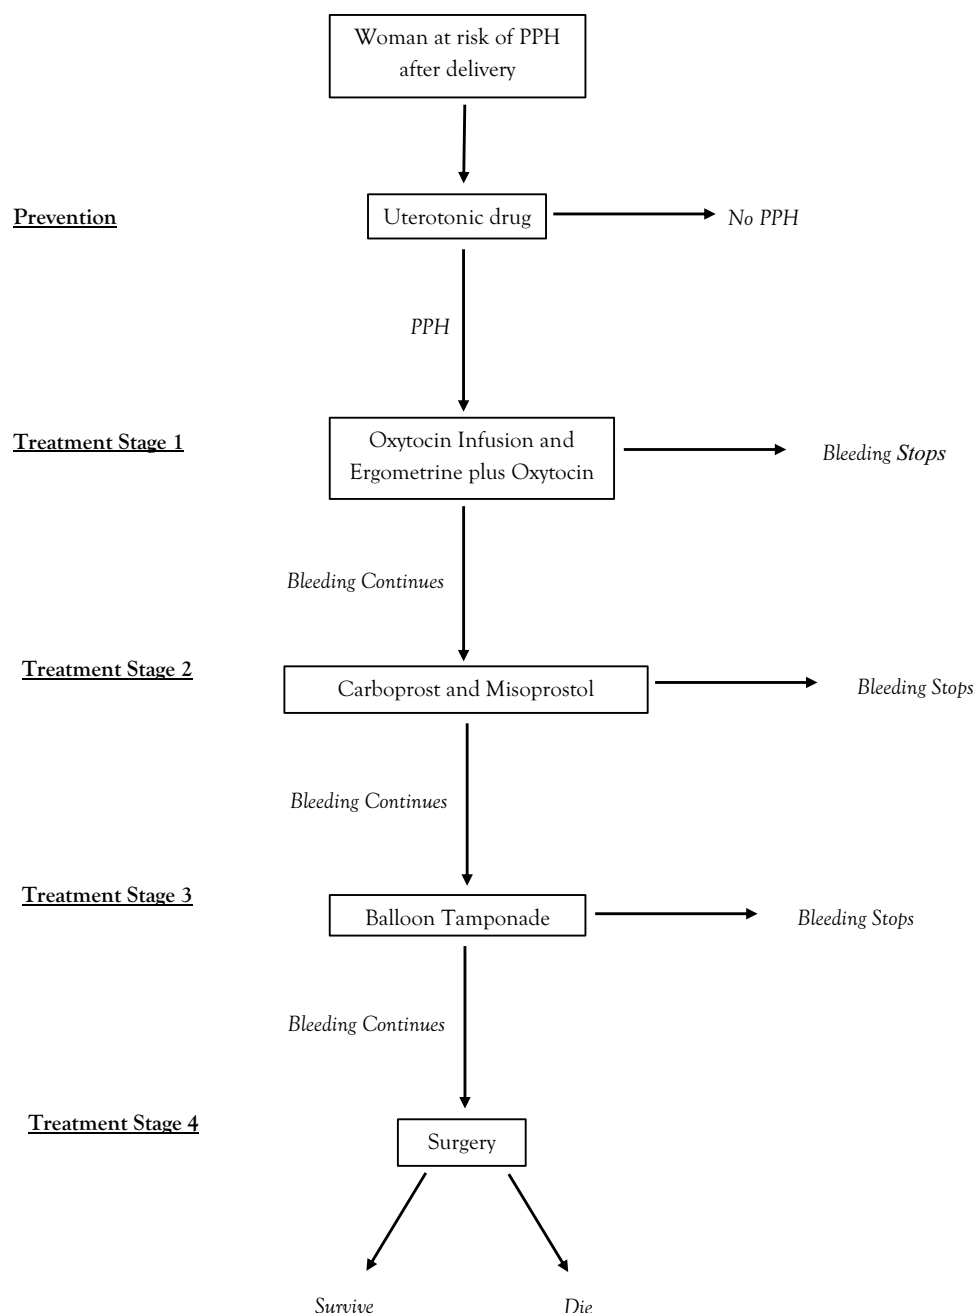 Woman at risk of PPH
after delivery
Prevention
Uterotonic drug
No PPH
PPH
Treatment Stage 1
Oxytocin Infusion and
Ergometrine plus Oxytocin
Bleeding Stops
Bleeding Continues
Treatment Stage 2
Carboprost and Misoprostol
Bleeding Stops
Bleeding Continues
Treatment Stage 3
Balloon Tamponade
Bleeding Stops
Bleeding Continues
Treatment Stage 4
Surgery
Survive
Die